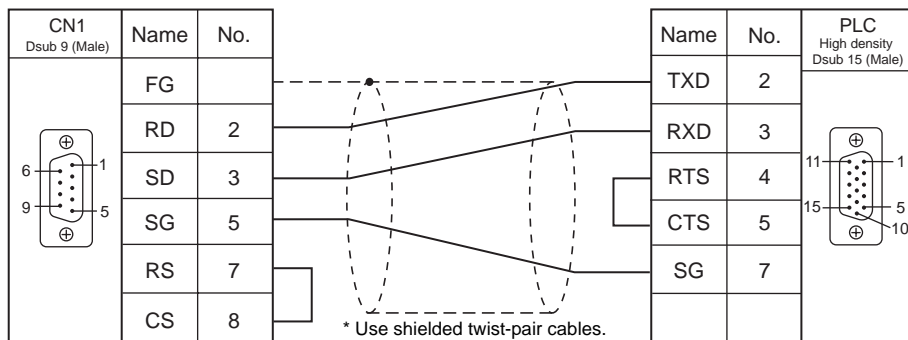 CN1
Dsub 9 (Male)
Name No.
FG
RD 2
SD 3
SG 5
RS 7
CS 8
6
1
9
5
* Use shielded twist-pair cables.
Name No.
TXD 2
RXD 3
RTS 4
CTS 5
SG 7
PLC
High density
Dsub 15 (Male)
11
1
15
5
10